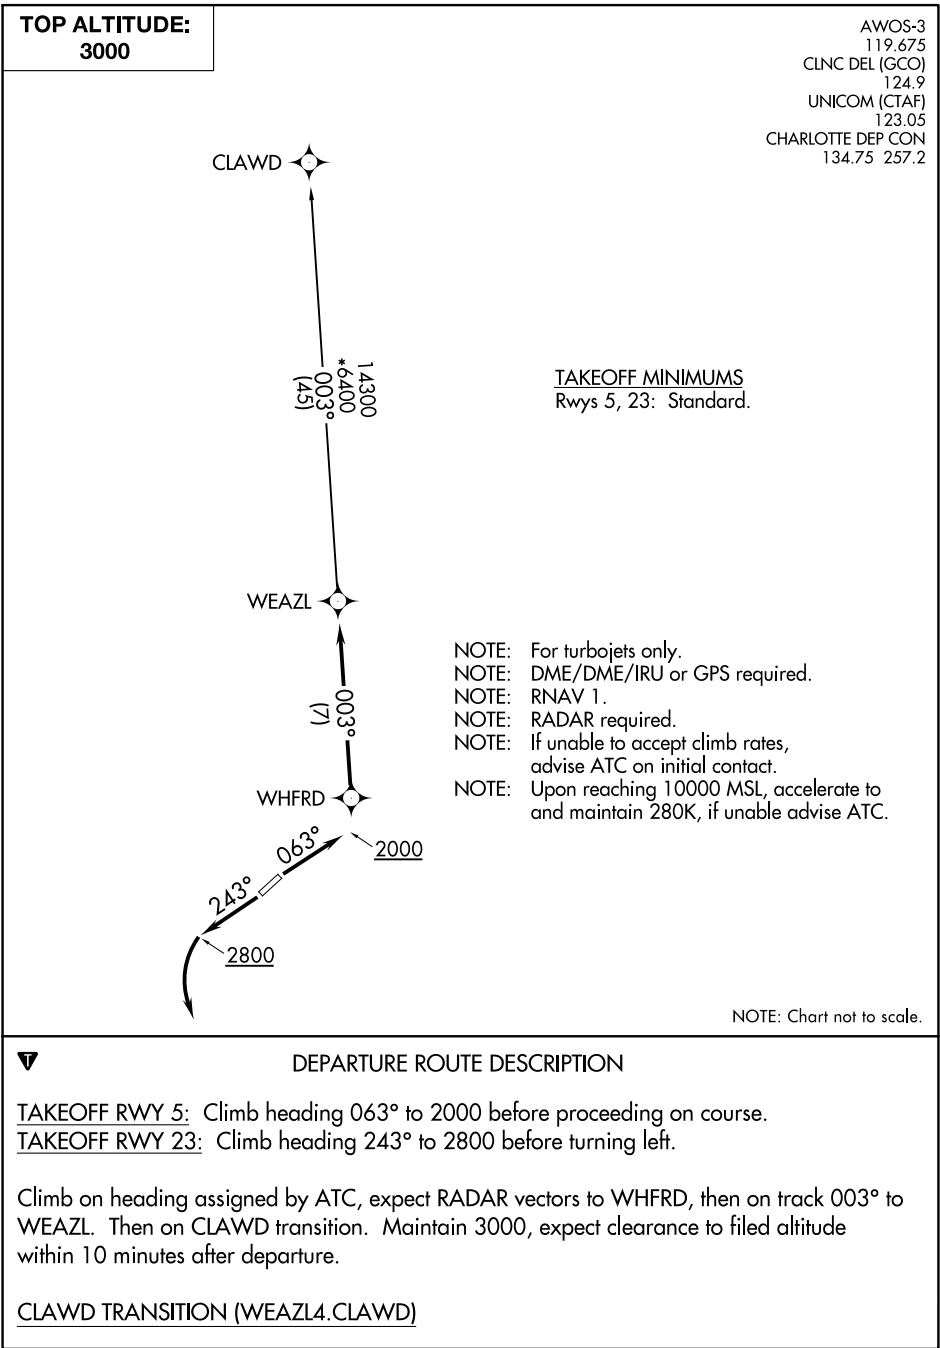 TOP ALTITUDE:
3000
AWOS-3
119.675
CLNC DEL (GCO)
124.9
UNICOM (CTAF)
123.05
CHARLOTTE DEP CON
134.75 257.2
CLAWD
14300
*6400
003°
(45)
TAKEOFF MINIMUMS
Rwys 5, 23: Standard.
WEAZL
003°
(7)
NOTE: For turbojets only.
NOTE: DME/DME/IRU or GPS required.
NOTE: RNAV 1.
NOTE: RADAR required.
NOTE: If unable to accept climb rates,
advise ATC on initial contact.
NOTE: Upon reaching 10000 MSL, accelerate to
and maintain 280K, if unable advise ATC.
WHFRD
063°
2000
243°
2800
NOTE: Chart not to scale.
T
DEPARTURE ROUTE DESCRIPTION
TAKEOFF RWY 5: Climb heading 063° to 2000 before proceeding on course.
TAKEOFF RWY 23: Climb heading 243° to 2800 before turning left.
Climb on heading assigned by ATC, expect RADAR vectors to WHFRD, then on track 003° to
WEAZL. Then on CLAWD transition. Maintain 3000, expect clearance to filed altitude
within 10 minutes after departure.
CLAWD TRANSITION (WEAZL4.CLAWD)